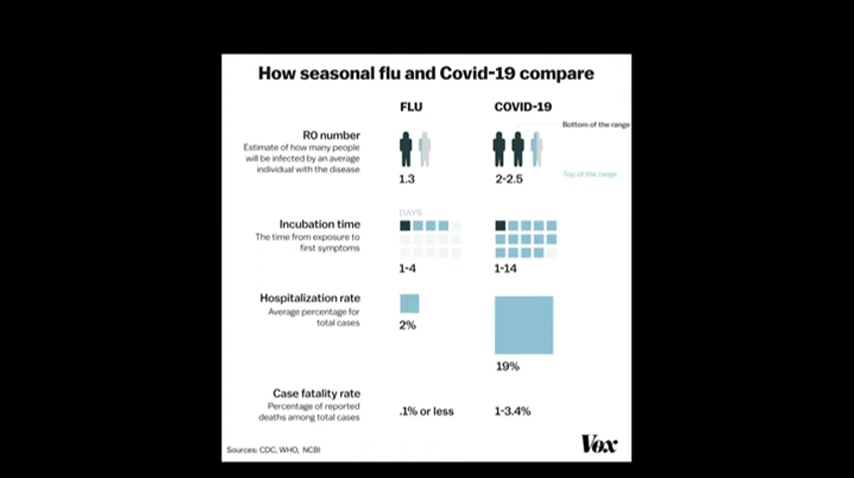 How seasonal flu and Covid-19 compare
FLU
COVID-19
Bottom of the range
R0 number
Estimate of how many people
will be infected by an average
individual with the disease
1.3
2-2.5
Top of the range
DAYS
Incubation time
The time from exposure to
first symptoms
1-4
1-14
Hospitalization rate
Average percentage for
total cases
2%
19%
Case fatality rate
Percentage of reported
deaths among total cases
.1% or less
1-3.4%
Sources: CDC, WHO, NCBI
Vox